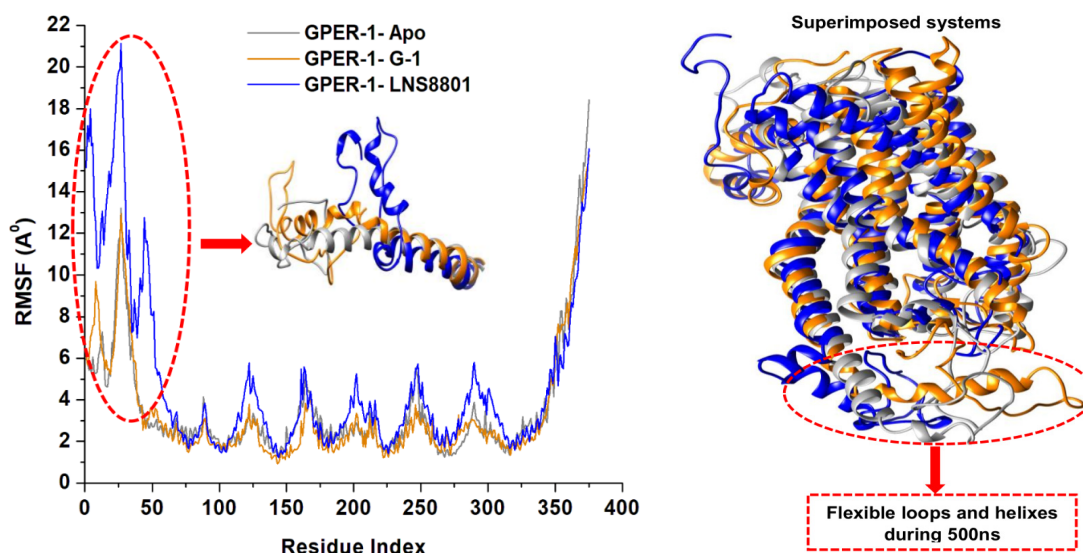 22
20
18
16
14
12
10
8
6
4
2
0
RMSF (A⁰)
GPER-1- Apo
GPER-1- G-1
GPER-1- LNS8801
0 50 100 150 200 250 300 350 400
Residue Index
Superimposed systems
Flexible loops and helixes
during 500ns